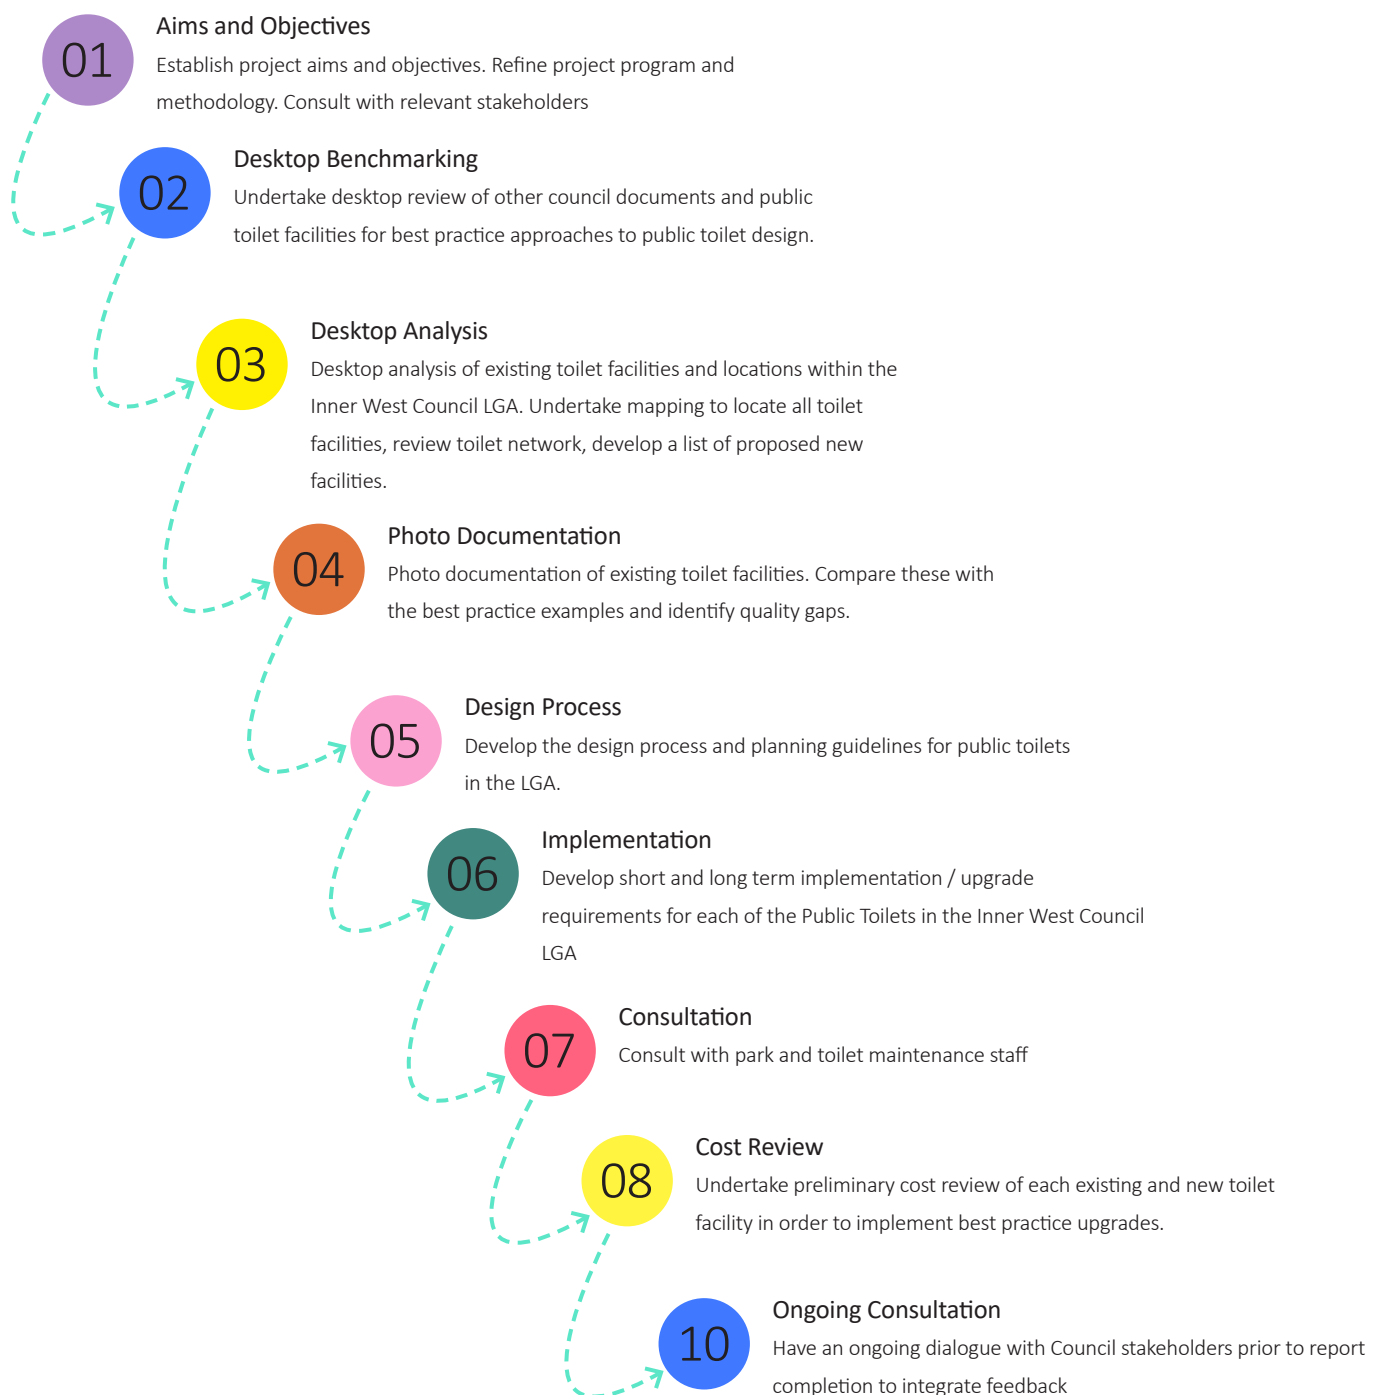 01
Aims and Objectives
Establish project aims and objectives. Refine project program and
methodology. Consult with relevant stakeholders
02
Desktop Benchmarking
Undertake desktop review of other council documents and public
toilet facilities for best practice approaches to public toilet design.
03
Desktop Analysis
Desktop analysis of existing toilet facilities and locations within the
Inner West Council LGA. Undertake mapping to locate all toilet
facilities, review toilet network, develop a list of proposed new
facilities.
04
Photo Documentation
Photo documentation of existing toilet facilities. Compare these with
the best practice examples and identify quality gaps.
05
Design Process
Develop the design process and planning guidelines for public toilets
in the LGA.
06
Implementation
Develop short and long term implementation / upgrade
requirements for each of the Public Toilets in the Inner West Council
LGA
07
Consultation
Consult with park and toilet maintenance staff
08
Cost Review
Undertake preliminary cost review of each existing and new toilet
facility in order to implement best practice upgrades.
10
Ongoing Consultation
Have an ongoing dialogue with Council stakeholders prior to report
completion to integrate feedback